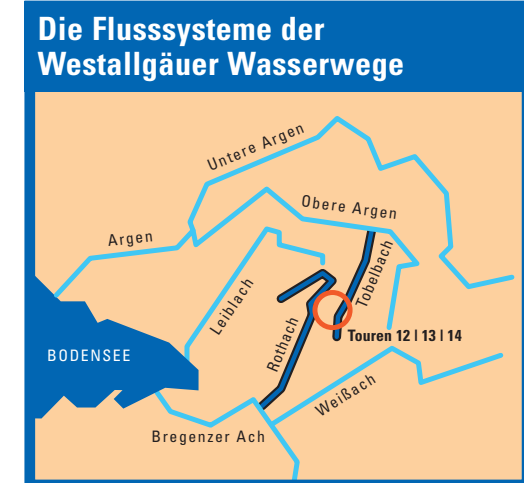 Die Flusssysteme der
Westallgäuer Wasserwege
Untere Argen
Obere Argen
Argen
Leiblach
Tobelbach
Rothach
Touren 12 | 13 | 14
BODENSEE
Weißach
Bregenzer Ach